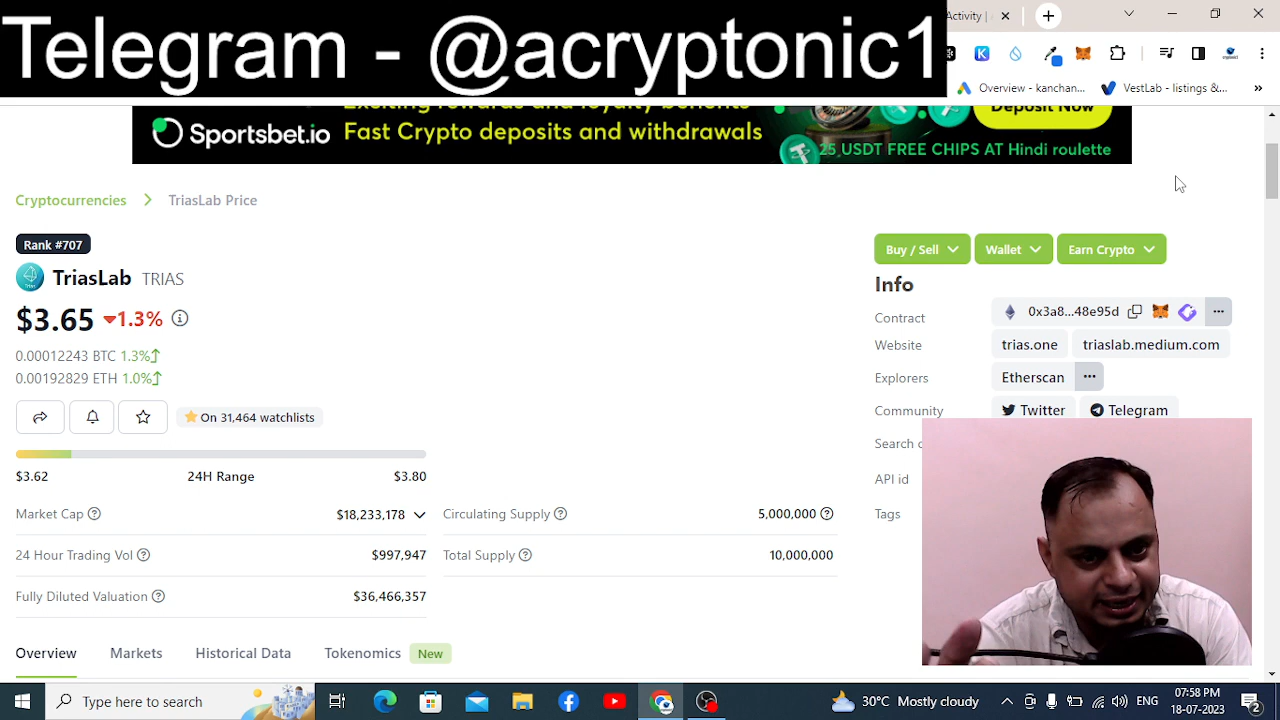 Telegram - @acryptonic1
Activity
Overview - kanchan...
VestLab - listings &...
»
Sportsbet.io
Fast Crypto deposits and withdrawals
Deposit Now
25 USDT FREE CHIPS AT Hindi roulette
Cryptocurrencies > TriasLab Price
Rank #707
TriasLab TRIAS
$3.65 1.3%
0.00012243 BTC 1.3%
0.00192829 ETH 1.0%
On 31,464 watchlists
$3.62 24H Range $3.80
Market Cap $18,233,178
24 Hour Trading Vol $997,947
Fully Diluted Valuation $36,466,357
Circulating Supply 5,000,000
Total Supply 10,000,000
Overview Markets Historical Data Tokenomics New
Buy / Sell Wallet Earn Crypto
Info
Contract 0x3a8...48e95d
Website trias.one triaslab.medium.com
Explorers Etherscan
Community Twitter Telegram
Search
API id
Tags
Type here to search
30°C Mostly cloudy
ENG
07:58 PM
18-07-2023
2